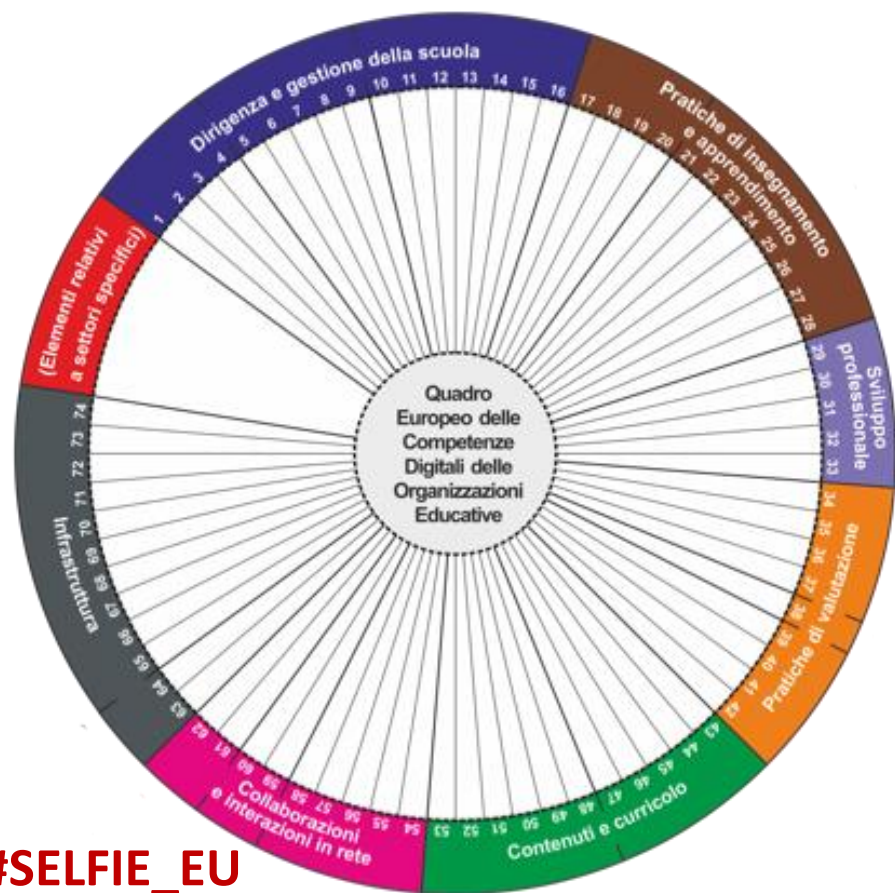 Dirigenza e gestione della scuola
1 2 3 4 5 6 7 8 9 10 11 12 13 14 15 16
Pratiche di insegnamento
e apprendimento
17 18 19 20 21 22 23 24 25 26 27 28
Sviluppo
professionale
29 30 31 32 33
Pratiche di valutazione
34 35 36 37 38 39 40 41 42
Contenuti e curricolo
43 44 45 46 47 48 49 50 51 52 53
Collaborazioni
e interazioni in rete
54 55 56 57 58 59 60 61 62
Infrastruttura
63 64 65 66 67 68 69 70 71 72 73 74
(Elementi relativi
a settori specifici)
Quadro
Europeo delle
Competenze
Digitali delle
Organizzazioni
Educative
#SELFIE_EU